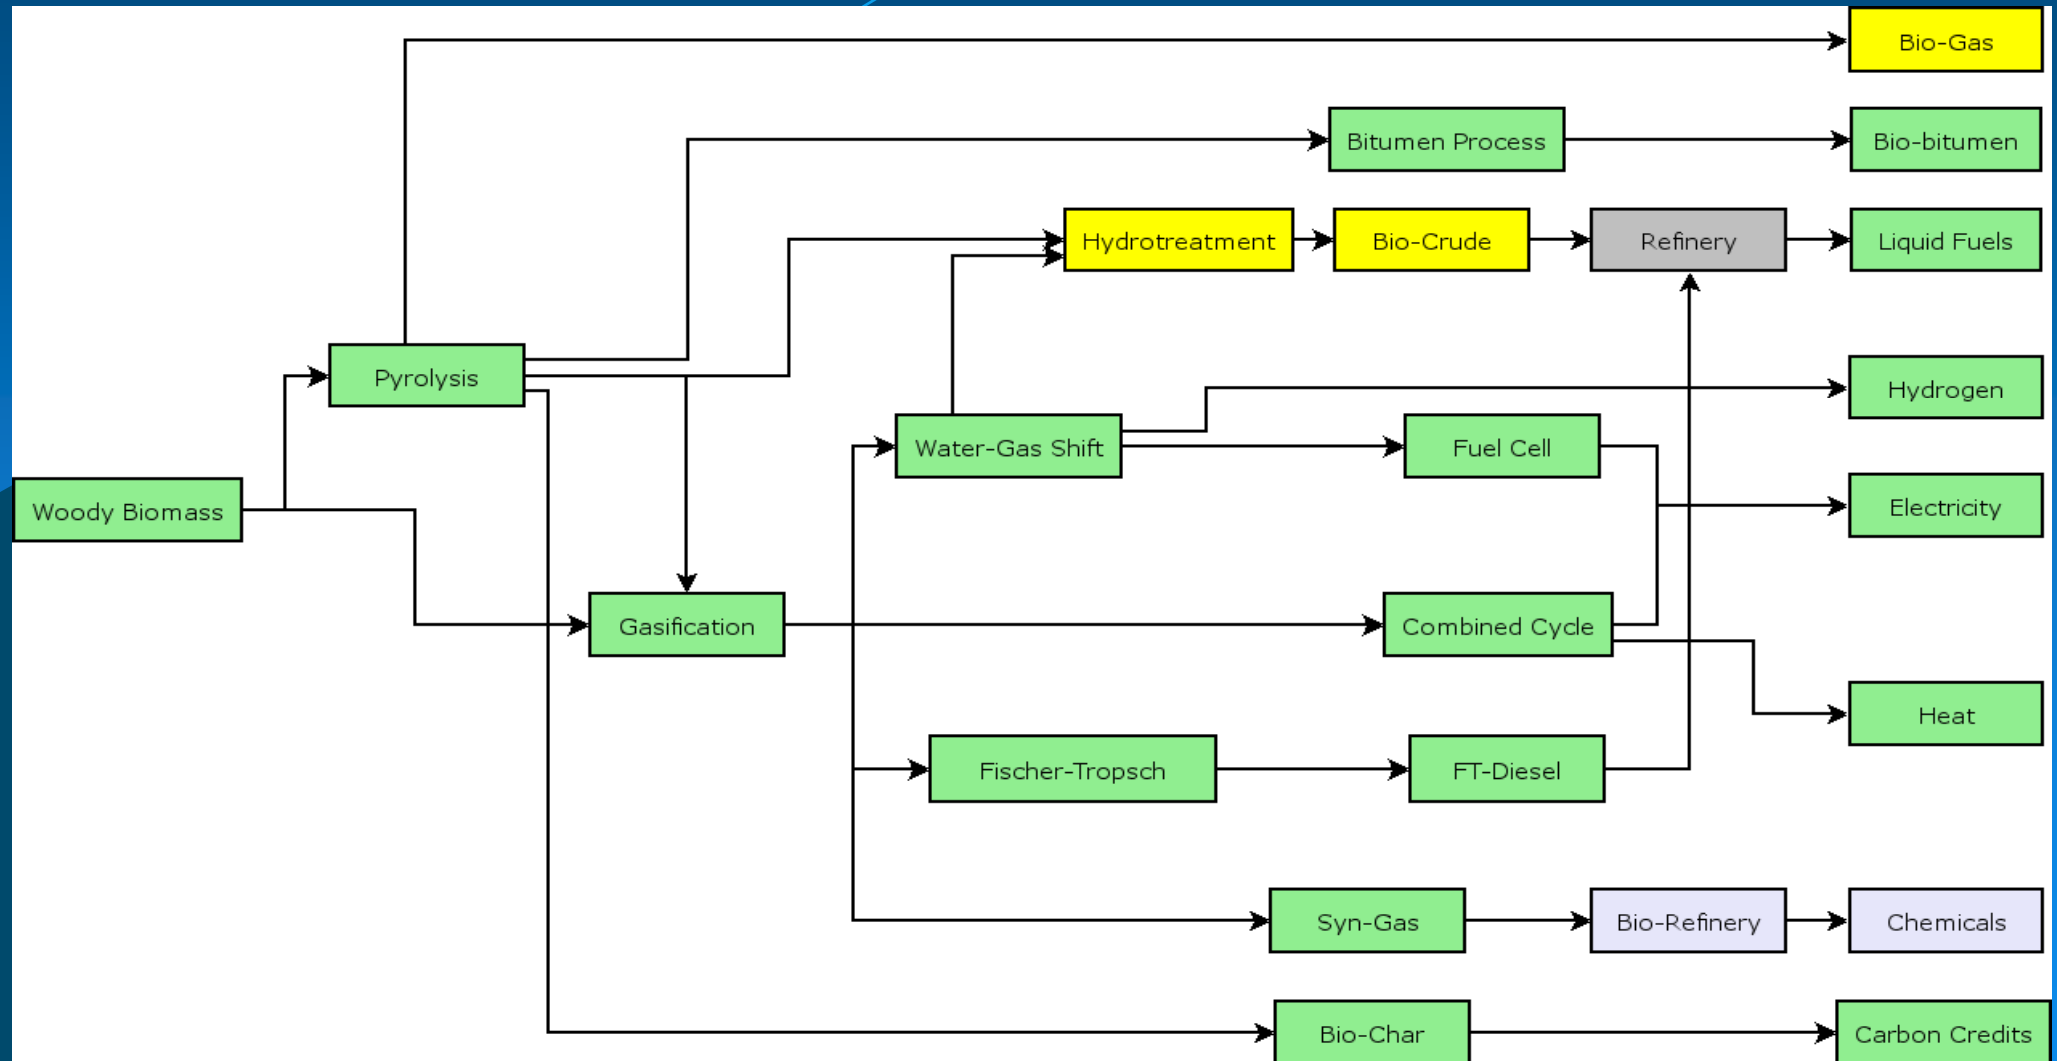 Bio-Gas
Bitumen Process
Bio-bitumen
Hydrotreatment
Bio-Crude
Refinery
Liquid Fuels
Pyrolysis
Hydrogen
Water-Gas Shift
Fuel Cell
Woody Biomass
Electricity
Gasification
Combined Cycle
Heat
Fischer-Tropsch
FT-Diesel
Syn-Gas
Bio-Refinery
Chemicals
Bio-Char
Carbon Credits